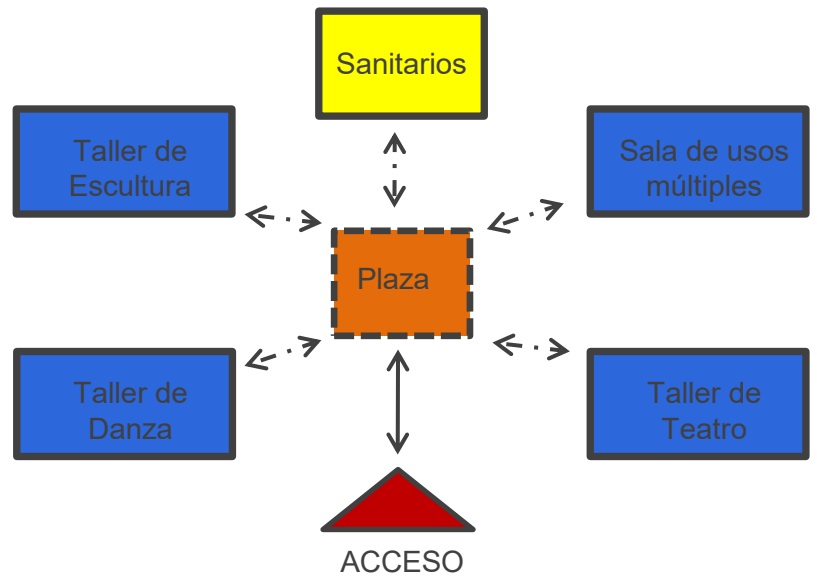 Sanitarios
Taller de
Escultura
Sala de usos
múltiples
Plaza
Taller de
Danza
Taller de
Teatro
ACCESO